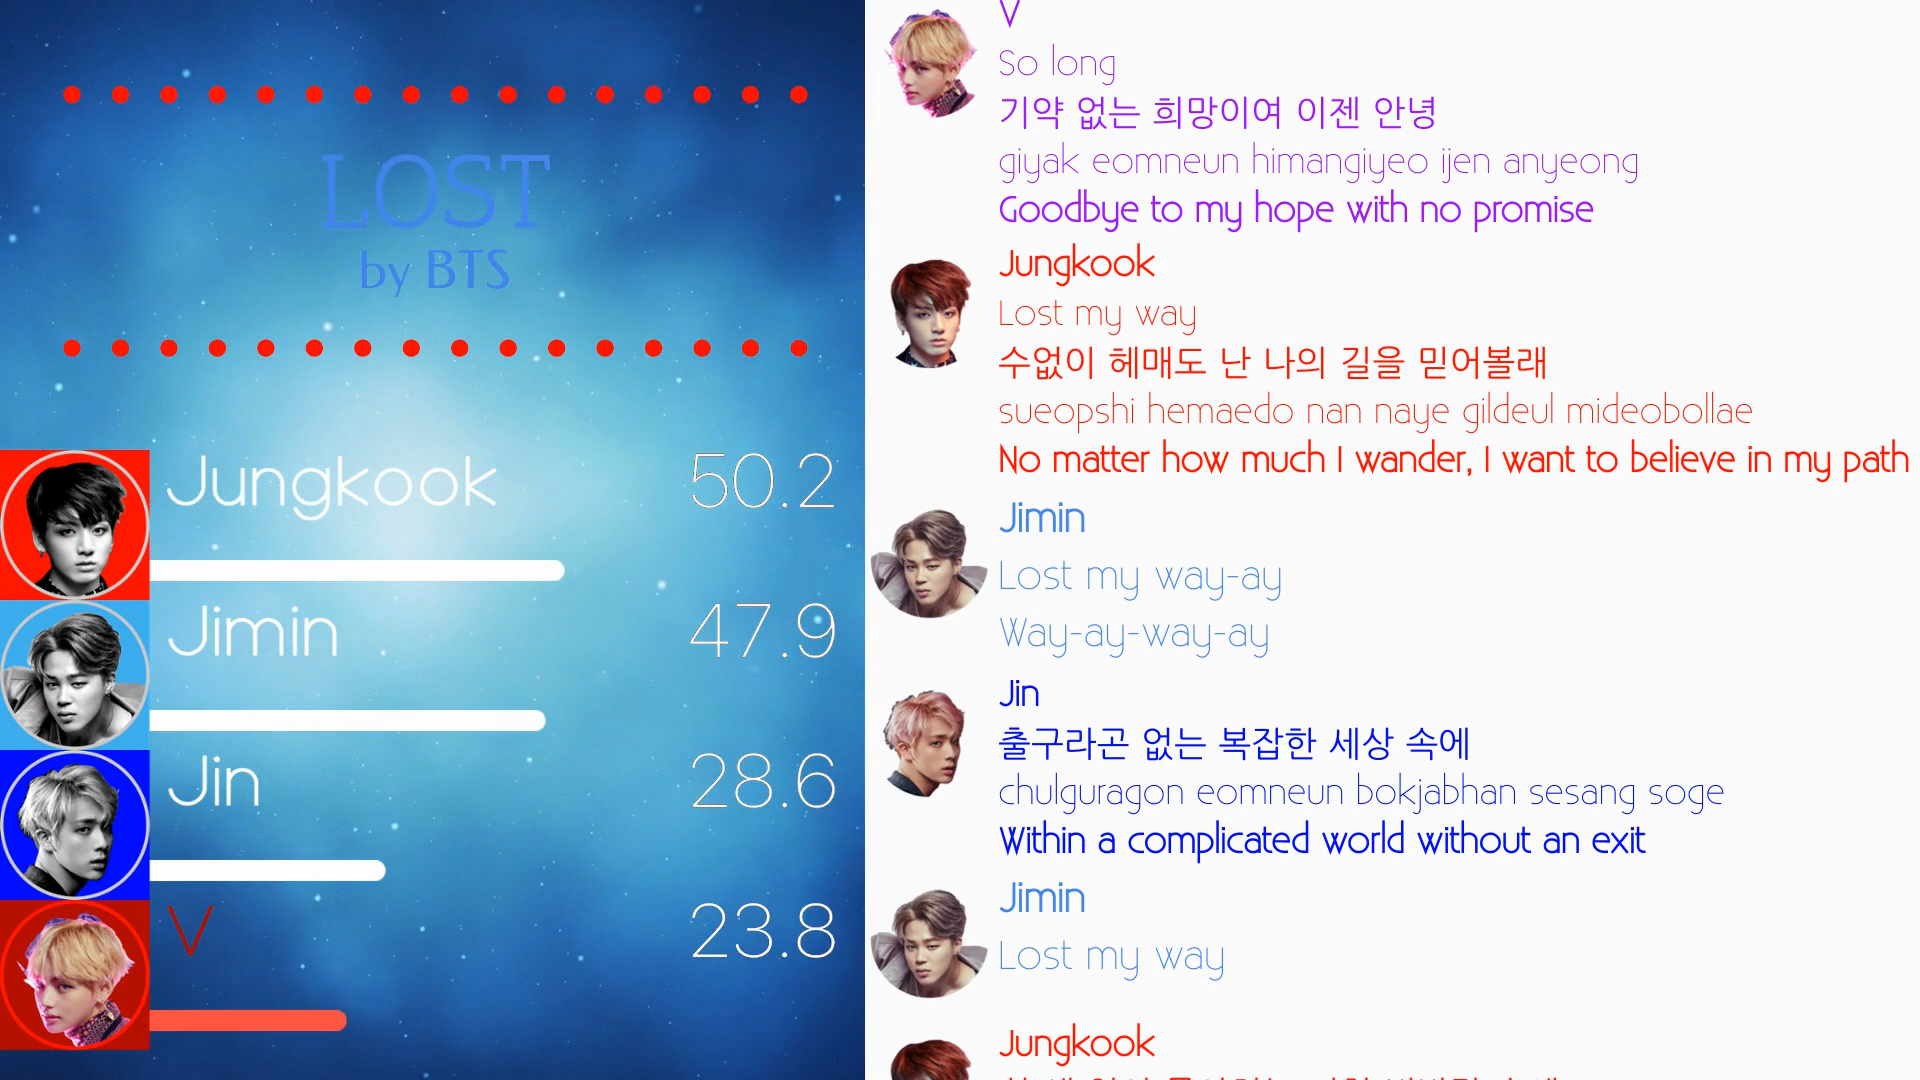 LOST
by BTS
Jungkook 50.2
Jimin 47.9
Jin 28.6
V 23.8
V
So long
기약 없는 희망이여 이젠 안녕
giyak eomneun himangiyeo ijen anyeong
Goodbye to my hope with no promise
Jungkook
Lost my way
수없이 헤매도 난 나의 길을 믿어볼래
sueopshi hemaedo nan naye gildeul mideobollae
No matter how much I wander, I want to believe in my path
Jimin
Lost my way-ay
Way-ay-way-ay
Jin
출구라곤 없는 복잡한 세상 속에
chulguragon eomneun bokjabhan sesang soge
Within a complicated world without an exit
Jimin
Lost my way
Jungkook